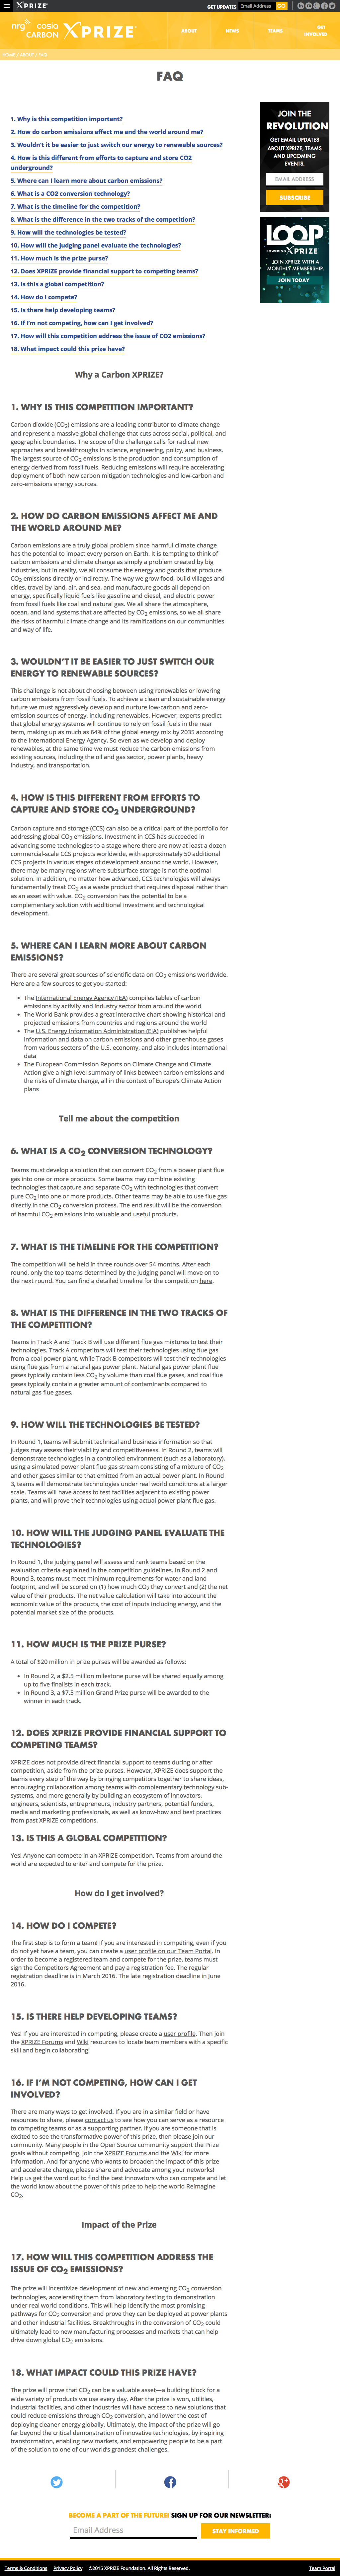 XPRIZE
GET UPDATES Email Address GO
nrg cosia CARBON XPRIZE
ABOUT NEWS TEAMS GET INVOLVED
HOME / ABOUT / FAQ
FAQ
1. Why is this competition important?
2. How do carbon emissions affect me and the world around me?
3. Wouldn't it be easier to just switch our energy to renewable sources?
4. How is this different from efforts to capture and store CO2
underground?
5. Where can I learn more about carbon emissions?
6. What is a CO2 conversion technology?
7. What is the timeline for the competition?
8. What is the difference in the two tracks of the competition?
9. How will the technologies be tested?
10. How will the judging panel evaluate the technologies?
11. How much is the prize purse?
12. Does XPRIZE provide financial support to competing teams?
13. Is this a global competition?
14. How do I compete?
15. Is there help developing teams?
16. If I'm not competing, how can I get involved?
17. How will this competition address the issue of CO2 emissions?
18. What impact could this prize have?
JOIN THE
REVOLUTION
GET EMAIL UPDATES
ABOUT XPRIZE, TEAMS
AND UPCOMING
EVENTS.
EMAIL ADDRESS
SUBSCRIBE
LOOP
POWERING XPRIZE
JOIN XPRIZE WITH A
MONTHLY MEMBERSHIP.
JOIN TODAY
Why a Carbon XPRIZE?
1. WHY IS THIS COMPETITION IMPORTANT?
Carbon dioxide (CO2) emissions are a leading contributor to climate change
and represent a massive global challenge that cuts across social, political, and
geographic boundaries. The scope of the challenge calls for radical new
approaches and breakthroughs in science, engineering, policy, and business.
The largest source of CO2 emissions is the production and consumption of
energy derived from fossil fuels. Reducing emissions will require accelerating
deployment of both new carbon mitigation technologies and low-carbon and
zero-emissions energy sources.
2. HOW DO CARBON EMISSIONS AFFECT ME AND
THE WORLD AROUND ME?
Carbon emissions are a truly global problem since harmful climate change
has the potential to impact every person on Earth. It is tempting to think of
carbon emissions and climate change as simply a problem created by big
industries, but in reality, we all consume the energy and goods that produce
CO2 emissions directly or indirectly. The way we grow food, build villages and
cities, travel by land, air, and sea, and manufacture goods all depend on
energy, specifically liquid fuels like gasoline and diesel, and electric power
from fossil fuels like coal and natural gas. We all share the atmosphere,
ocean, and land systems that are affected by CO2 emissions, so we all share
the risks of harmful climate change and its ramifications on our communities
and way of life.
3. WOULDN'T IT BE EASIER TO JUST SWITCH OUR
ENERGY TO RENEWABLE SOURCES?
This challenge is not about choosing between using renewables or lowering
carbon emissions from fossil fuels. To achieve a clean and sustainable energy
future we must aggressively develop and nurture low-carbon and zero-
emission sources of energy, including renewables. However, experts predict
that global energy systems will continue to rely on fossil fuels in the near
term, making up as much as 64% of the global energy mix by 2035 according
to the International Energy Agency. So even as we develop and deploy
renewables, at the same time we must reduce the carbon emissions from
existing sources, including the oil and gas sector, power plants, heavy
industry, and transportation.
4. HOW IS THIS DIFFERENT FROM EFFORTS TO
CAPTURE AND STORE CO2 UNDERGROUND?
Carbon capture and storage (CCS) can also be a critical part of the portfolio for
addressing global CO2 emissions. Investment in CCS has succeeded in
advancing some technologies to a stage where there are now at least a dozen
commercial-scale CCS projects worldwide, with approximately 50 additional
CCS projects in various stages of development around the world. However,
there may be many regions where subsurface storage is not the optimal
solution. In addition, no matter how advanced, CCS technologies will always
fundamentally treat CO2 as a waste product that requires disposal rather than
as an asset with value. CO2 conversion has the potential to be a
complementary solution with additional investment and technological
development.
5. WHERE CAN I LEARN MORE ABOUT CARBON
EMISSIONS?
There are several great sources of scientific data on CO2 emissions worldwide.
Here are a few sources to get you started:
• The International Energy Agency (IEA) compiles tables of carbon
emissions by activity and industry sector from around the world
• The World Bank provides a great interactive chart showing historical and
projected emissions from countries and regions around the world
• The U.S. Energy Information Administration (EIA) publishes helpful
information and data on carbon emissions and other greenhouse gases
from various sectors of the U.S. economy, and also includes international
data
• The European Commission Reports on Climate Change and Climate
Action give a high level summary of links between carbon emissions and
the risks of climate change, all in the context of Europe's Climate Action
plans
Tell me about the competition
6. WHAT IS A CO2 CONVERSION TECHNOLOGY?
Teams must develop a solution that can convert CO2 from a power plant flue
gas into one or more products. Some teams may combine existing
technologies that capture and separate CO2 with technologies that convert
pure CO2 into one or more products. Other teams may be able to use flue gas
directly in the CO2 conversion process. The end result will be the conversion
of harmful CO2 emissions into valuable and useful products.
7. WHAT IS THE TIMELINE FOR THE COMPETITION?
The competition will be held in three rounds over 54 months. After each
round, only the top teams determined by the judging panel will move on to
the next round. You can find a detailed timeline for the competition here.
8. WHAT IS THE DIFFERENCE IN THE TWO TRACKS OF
THE COMPETITION?
Teams in Track A and Track B will use different flue gas mixtures to test their
technologies. Track A competitors will test their technologies using flue gas
from a coal power plant, while Track B competitors will test their technologies
using flue gas from a natural gas power plant. Natural gas power plant flue
gases typically contain less CO2 by volume than coal flue gases, and coal flue
gases typically contain a greater amount of contaminants compared to
natural gas flue gases.
9. HOW WILL THE TECHNOLOGIES BE TESTED?
In Round 1, teams will submit technical and business information so that
judges may assess their viability and competitiveness. In Round 2, teams will
demonstrate technologies in a controlled environment (such as a laboratory),
using a simulated power plant flue gas stream consisting of a mixture of CO2
and other gases similar to that emitted from an actual power plant. In Round
3, teams will demonstrate technologies under real world conditions at a larger
scale. Teams will have access to test facilities adjacent to existing power
plants, and will prove their technologies using actual power plant flue gas.
10. HOW WILL THE JUDGING PANEL EVALUATE THE
TECHNOLOGIES?
In Round 1, the judging panel will assess and rank teams based on the
evaluation criteria explained in the competition guidelines. In Round 2 and
Round 3, teams must meet minimum requirements for water and land
footprint, and will be scored on (1) how much CO2 they convert and (2) the net
value of their products. The net value calculation will take into account the
economic value of the products, the cost of inputs including energy, and the
potential market size of the products.
11. HOW MUCH IS THE PRIZE PURSE?
A total of $20 million in prize purses will be awarded as follows:
• In Round 2, a $2.5 million milestone purse will be shared equally among
up to five finalists in each track.
• In Round 3, a $7.5 million Grand Prize purse will be awarded to the
winner in each track.
12. DOES XPRIZE PROVIDE FINANCIAL SUPPORT TO
COMPETING TEAMS?
XPRIZE does not provide direct financial support to teams during or after
competition, aside from the prize purses. However, XPRIZE does support the
teams every step of the way by bringing competitors together to share ideas,
encouraging collaboration among teams with complementary technology sub-
systems, and more generally by building an ecosystem of innovators,
engineers, scientists, entrepreneurs, industry partners, potential funders,
media and marketing professionals, as well as know-how and best practices
from past XPRIZE competitions.
13. IS THIS A GLOBAL COMPETITION?
Yes! Anyone can compete in an XPRIZE competition. Teams from around the
world are expected to enter and compete for the prize.
How do I get involved?
14. HOW DO I COMPETE?
The first step is to form a team! If you are interested in competing, even if you
do not yet have a team, you can create a user profile on our Team Portal. In
order to become a registered team and compete for the prize, teams must
sign the Competitors Agreement and pay a registration fee. The regular
registration deadline is in March 2016. The late registration deadline in June
2016.
15. IS THERE HELP DEVELOPING TEAMS?
Yes! If you are interested in competing, please create a user profile. Then join
the XPRIZE Forums and Wiki resources to locate team members with a specific
skill and begin collaborating!
16. IF I'M NOT COMPETING, HOW CAN I GET
INVOLVED?
There are many ways to get involved. If you are in a similar field or have
resources to share, please contact us to see how you can serve as a resource
to competing teams or as a supporting partner. If you are someone that is
excited to see the transformative power of this prize, then please join our
community. Many people in the Open Source community support the Prize
goals without competing. Join the XPRIZE Forums and the Wiki for more
information. And for anyone who wants to broaden the impact of this prize
and accelerate change, please share and advocate among your networks!
Help us get the word out to find the best innovators who can compete and let
the world know about the power of this prize to help the world Reimagine
CO2.
Impact of the Prize
17. HOW WILL THIS COMPETITION ADDRESS THE
ISSUE OF CO2 EMISSIONS?
The prize will incentivize development of new and emerging CO2 conversion
technologies, accelerating them from laboratory testing to demonstration
under real world conditions. This will help identify the most promising
pathways for CO2 conversion and prove they can be deployed at power plants
and other industrial facilities. Breakthroughs in the conversion of CO2 could
ultimately lead to new manufacturing processes and markets that can help
drive down global CO2 emissions.
18. WHAT IMPACT COULD THIS PRIZE HAVE?
The prize will prove that CO2 can be a valuable asset—a building block for a
wide variety of products we use every day. After the prize is won, utilities,
industrial facilities, and other industries will have access to new solutions that
could reduce emissions through CO2 conversion, and lower the cost of
deploying cleaner energy globally. Ultimately, the impact of the prize will go
far beyond the critical demonstration of innovative technologies, by inspiring
transformation, enabling new markets, and empowering people to be a part
of the solution to one of our world's grandest challenges.
BECOME A PART OF THE FUTURE! SIGN UP FOR OUR NEWSLETTER:
Email Address STAY INFORMED
Terms & Conditions | Privacy Policy | ©2015 XPRIZE Foundation. All Rights Reserved. Team Portal